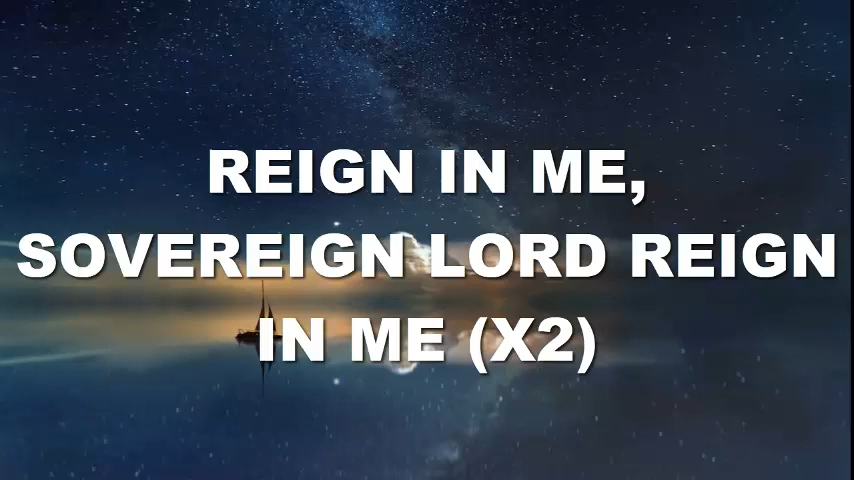 REIGN IN ME,
SOVEREIGN LORD REIGN
IN ME (X2)